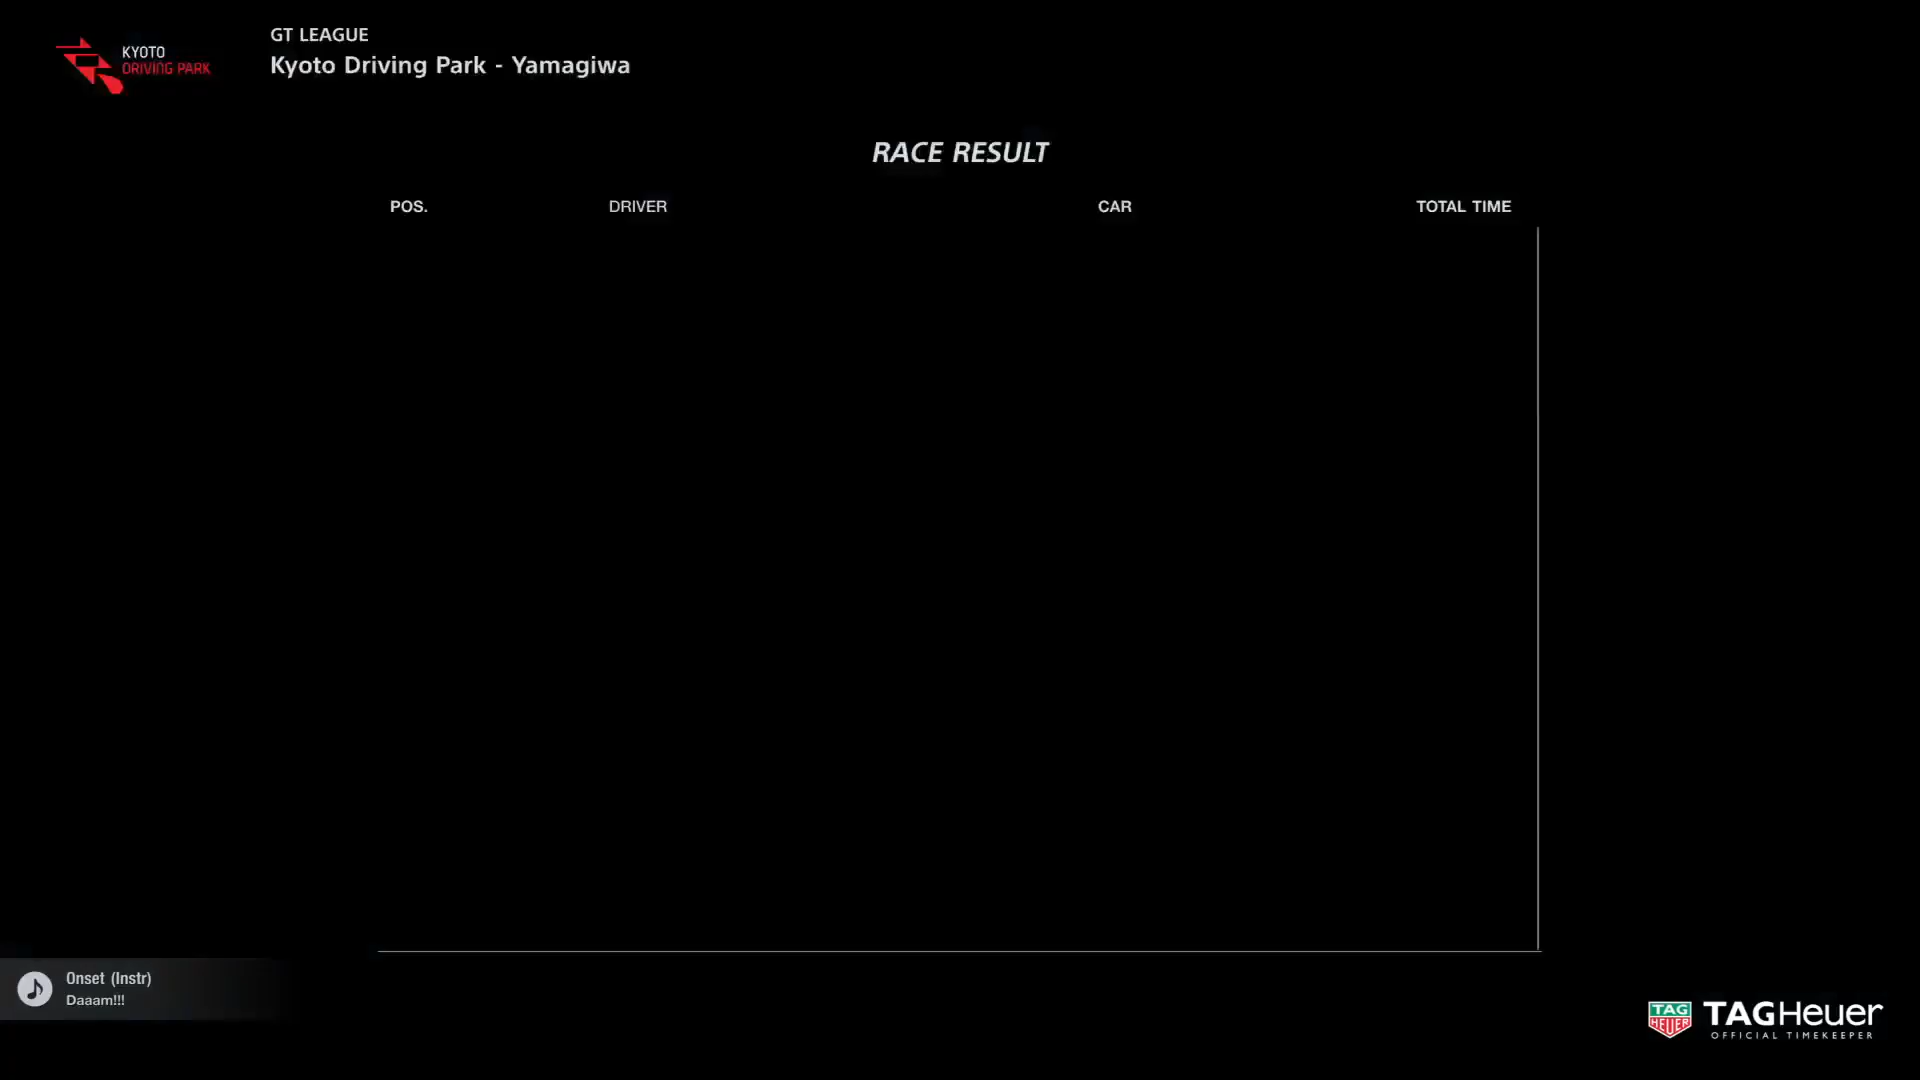 KYOTO
DRIVING PARK
GT LEAGUE
Kyoto Driving Park - Yamagiwa
RACE RESULT
POS. DRIVER CAR TOTAL TIME
Onset (Instr)
Daaam!!!
TAG
HEUER
TAGHeuer
OFFICIAL TIMEKEEPER